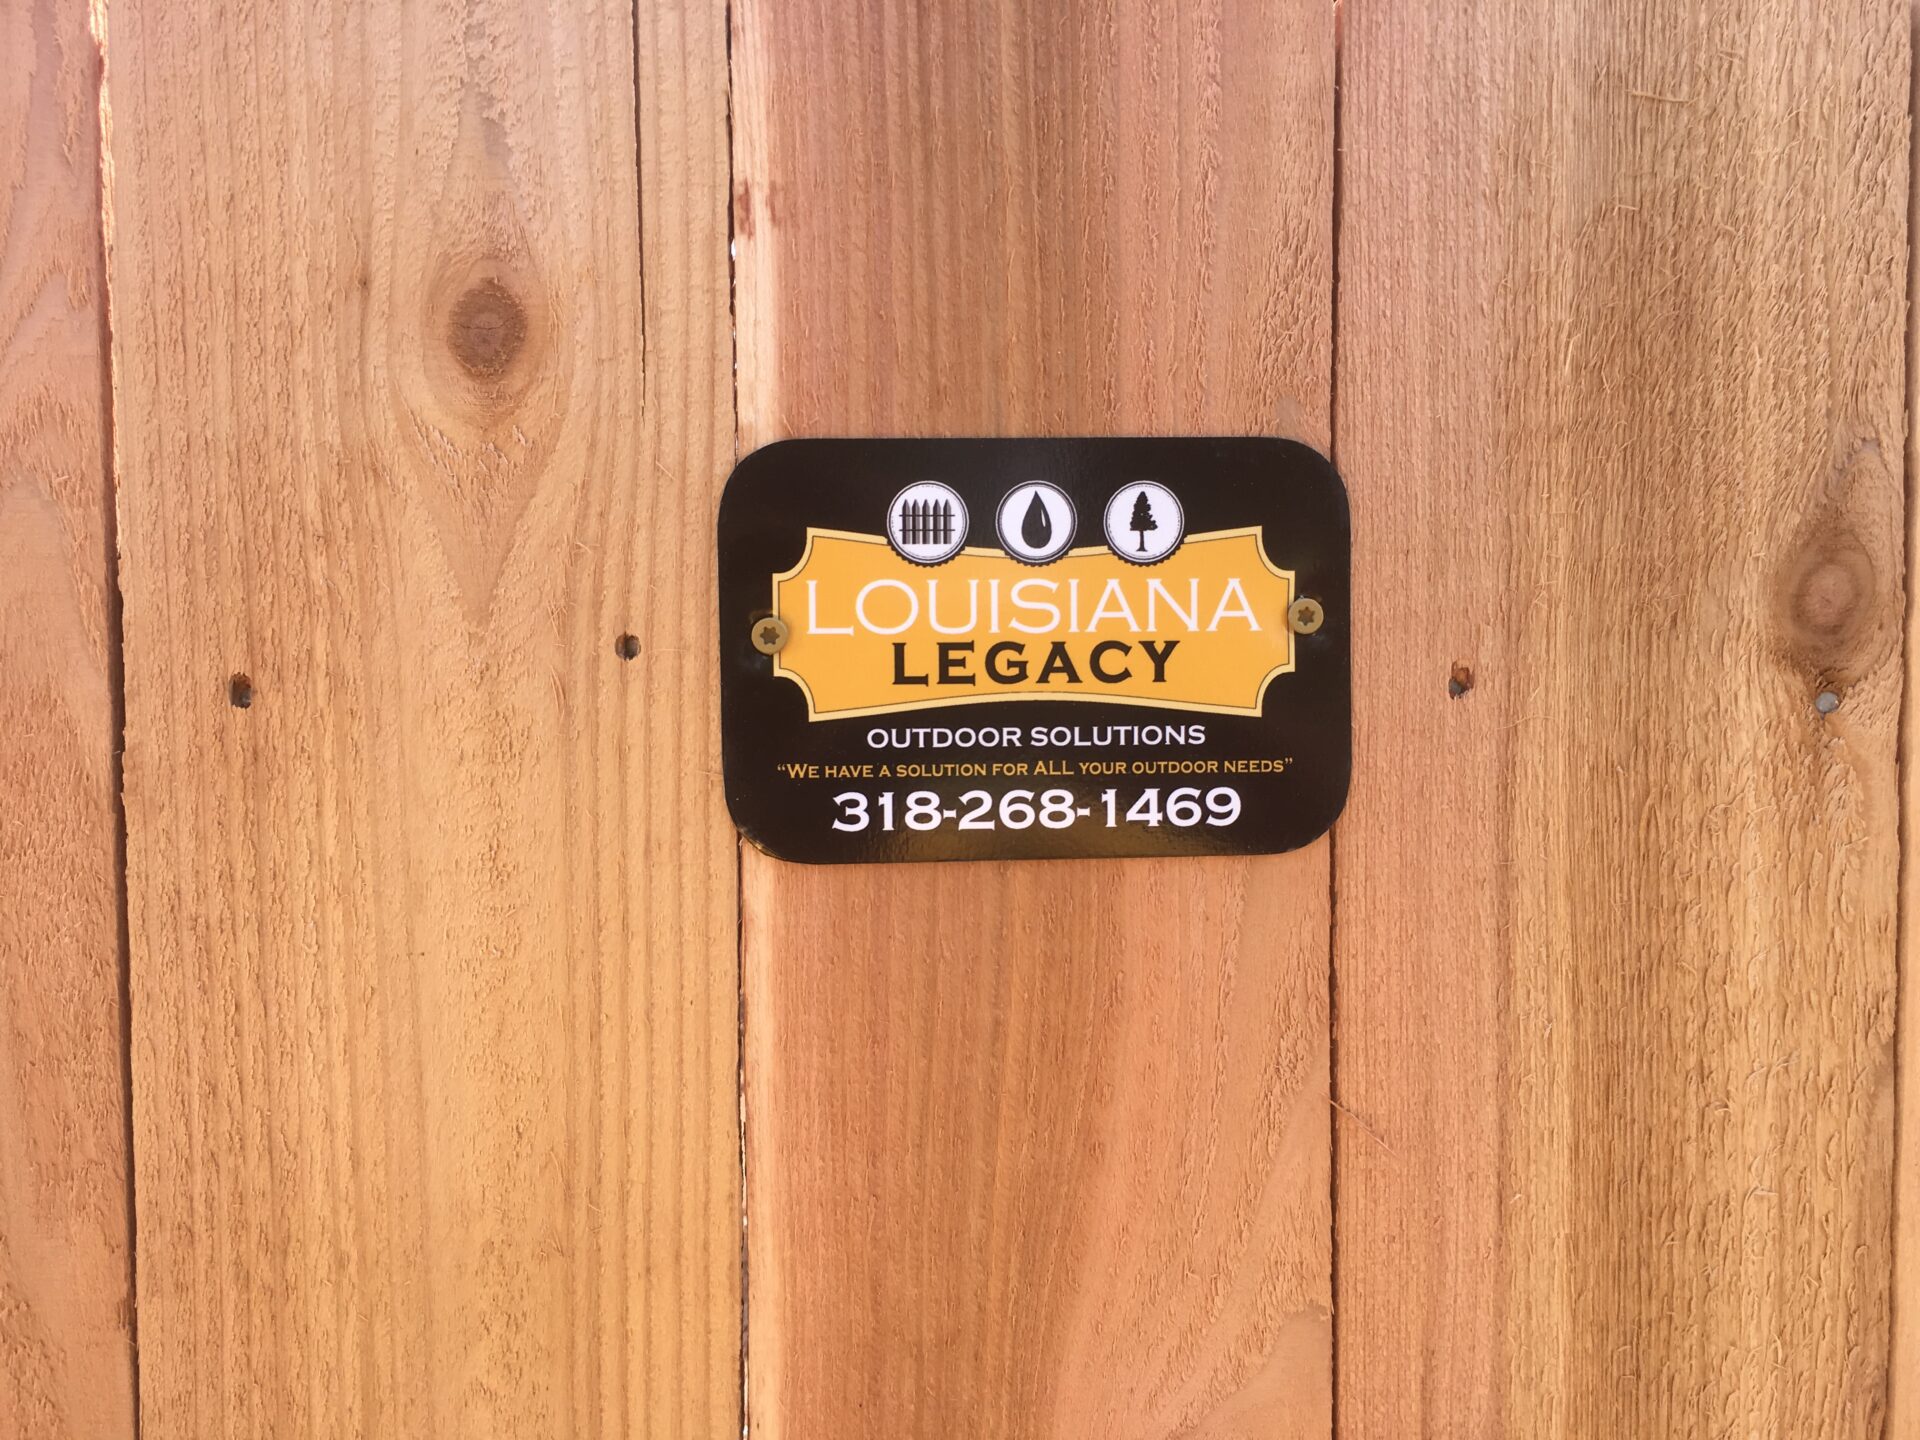 LOUISIANA
LEGACY
OUTDOOR SOLUTIONS
“WE HAVE A SOLUTION FOR ALL YOUR OUTDOOR NEEDS”
318-268-1469